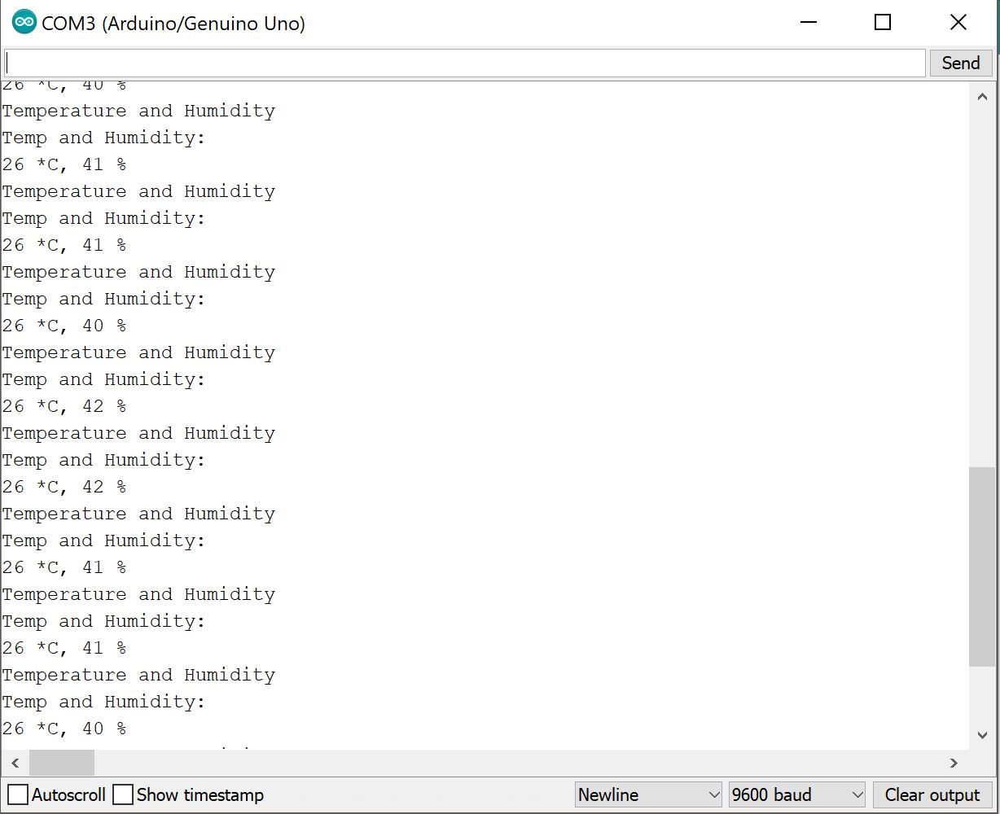 COM3 (Arduino/Genuino Uno)
Send
26 *C, 40 %
Temperature and Humidity
Temp and Humidity:
26 *C, 41 %
Temperature and Humidity
Temp and Humidity:
26 *C, 41 %
Temperature and Humidity
Temp and Humidity:
26 *C, 40 %
Temperature and Humidity
Temp and Humidity:
26 *C, 42 %
Temperature and Humidity
Temp and Humidity:
26 *C, 42 %
Temperature and Humidity
Temp and Humidity:
26 *C, 41 %
Temperature and Humidity
Temp and Humidity:
26 *C, 41 %
Temperature and Humidity
Temp and Humidity:
26 *C, 40 %
Autoscroll Show timestamp Newline 9600 baud Clear output